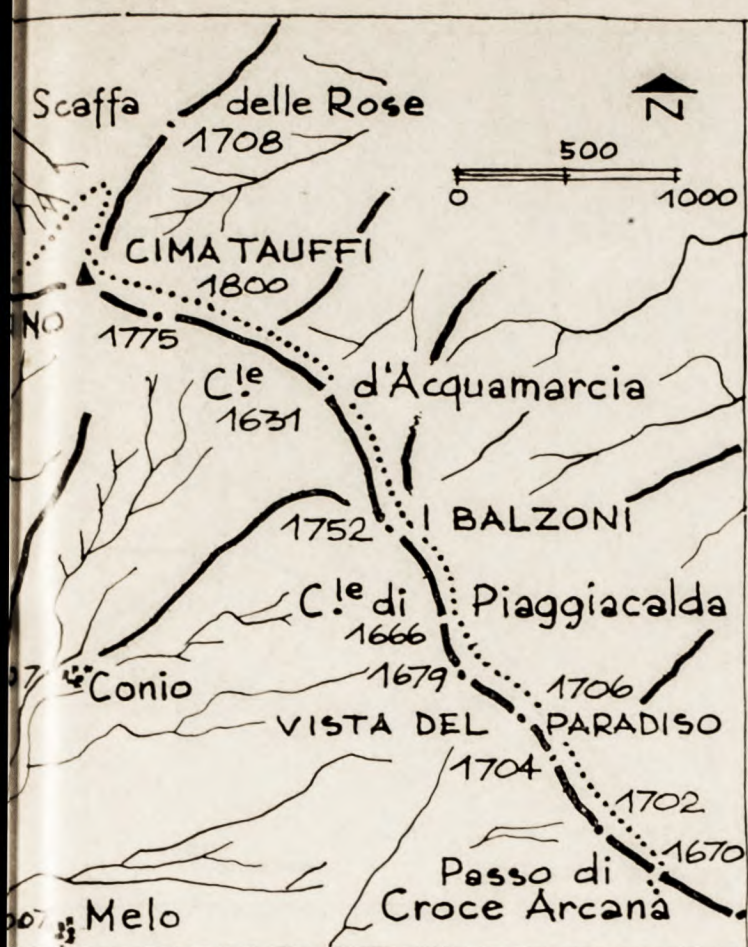 Scaffa delle Rose
1708
N
500
0 1000
CIMA TAUFFI
1800
NO
1775
C.le d'Acquamarcia
1631
I BALZONI
1752
C.le di Piaggiacalda
1666
1679
1706
Conio
VISTA DEL PARADISO
1704
1702
1670
Passo di
Croce Arcana
Melo